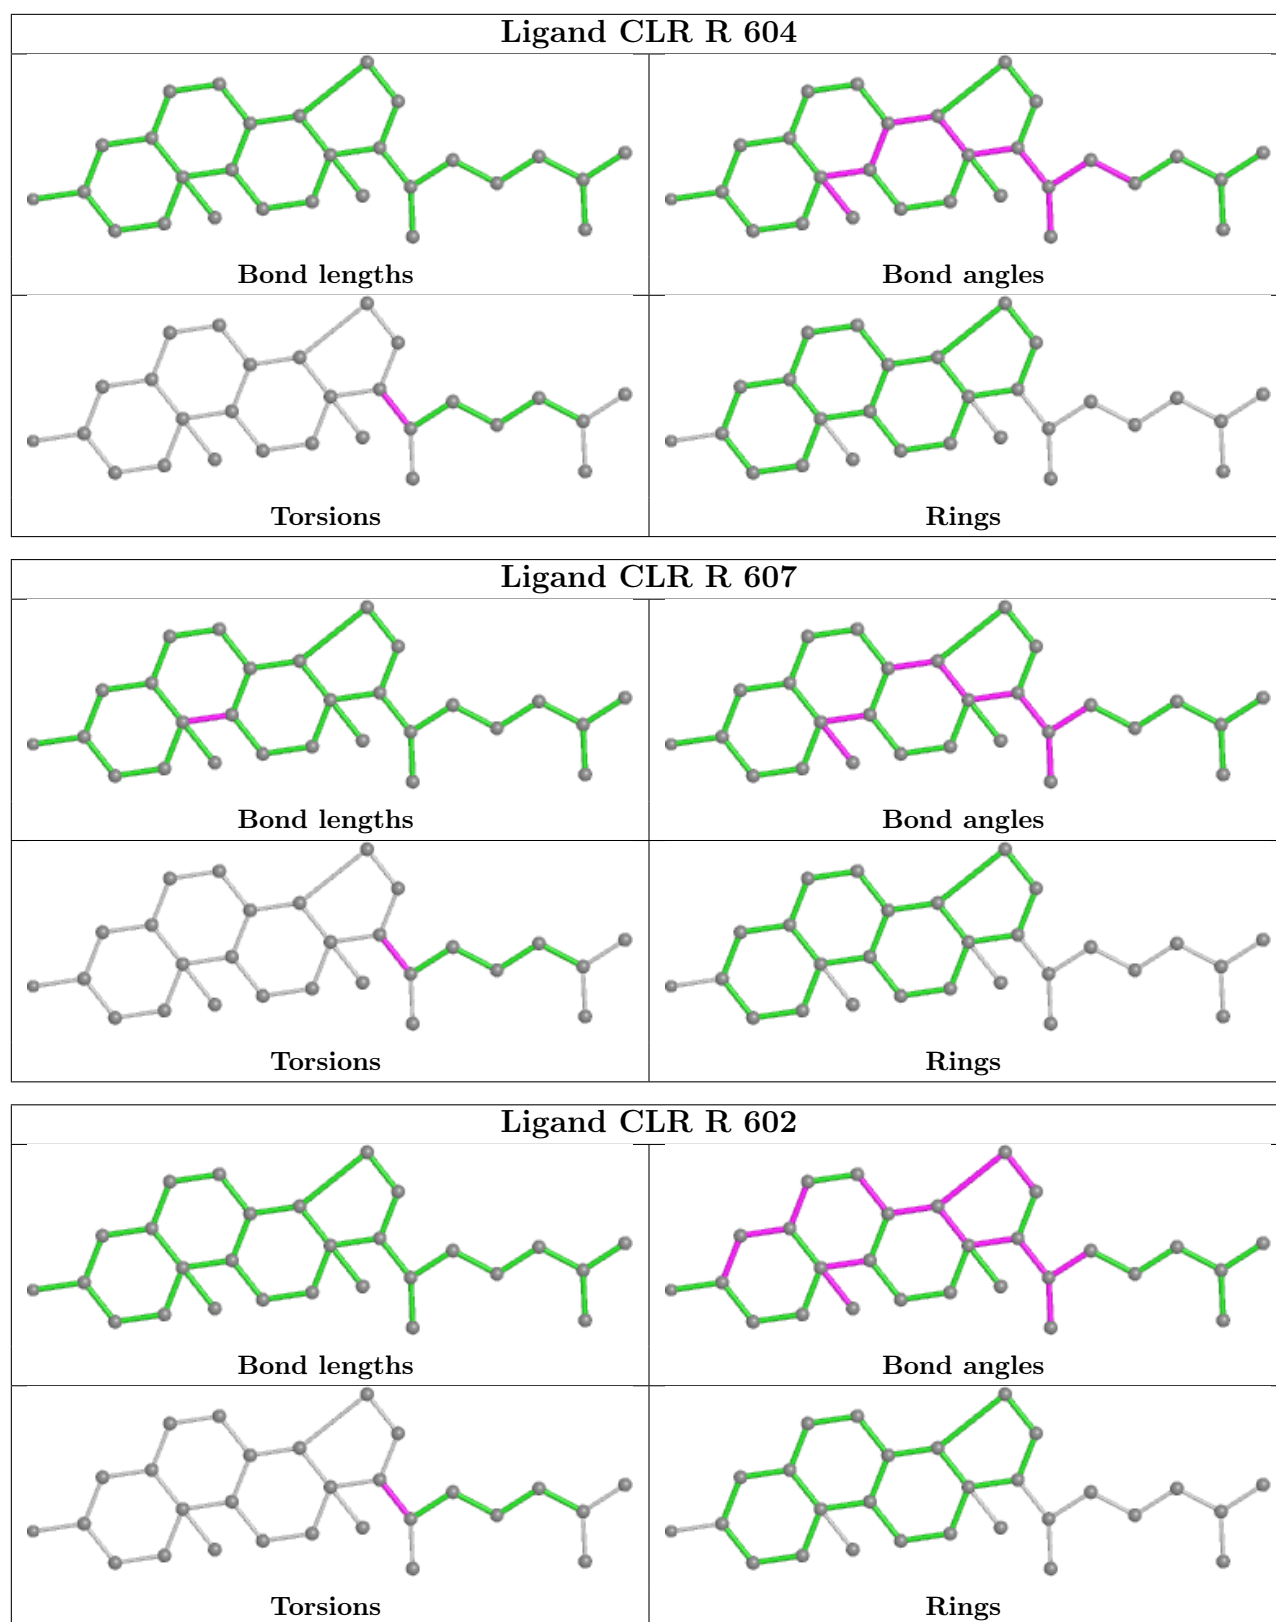 Ligand CLR R 604
Bond lengths
Bond angles
Torsions
Rings
Ligand CLR R 607
Bond lengths
Bond angles
Torsions
Rings
Ligand CLR R 602
Bond lengths
Bond angles
Torsions
Rings